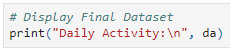 # Display Final Dataset
print("Daily Activity:\n", da)